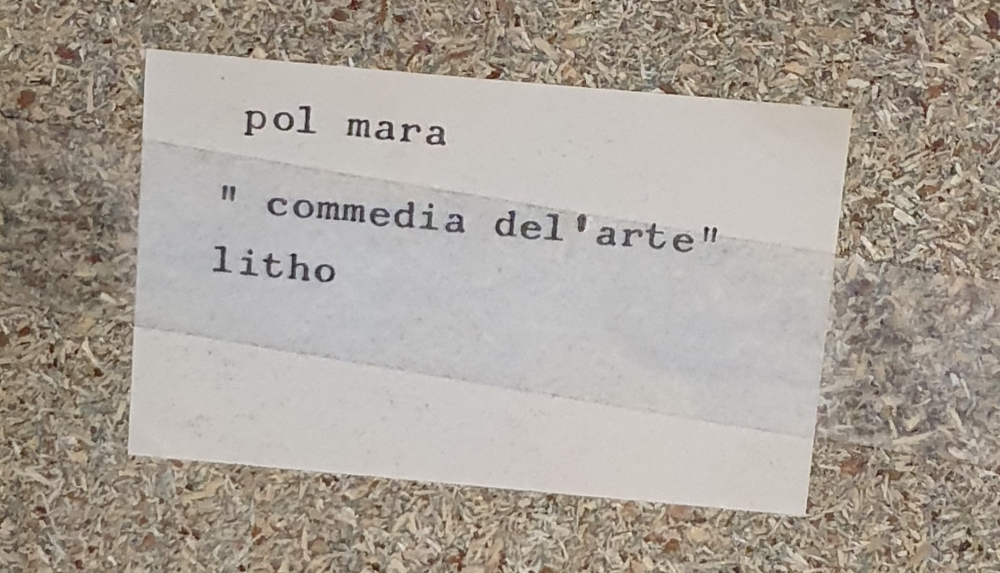 pol mara
" commedia del'arte"
litho